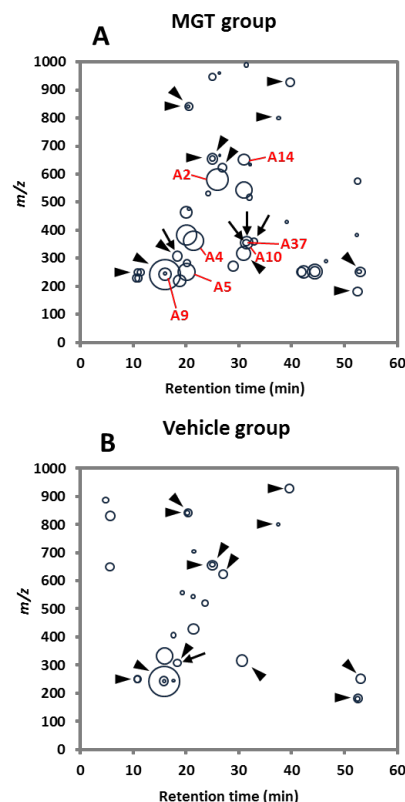 MGT group
A
1000
900
800
700
600
500
400
300
200
100
0
m/z
A14
A2
A37
A10
A4
A5
A9
0 10 20 30 40 50 60
Retention time (min)
Vehicle group
B
1000
900
800
700
600
500
400
300
200
100
0
m/z
0 10 20 30 40 50 60
Retention time (min)